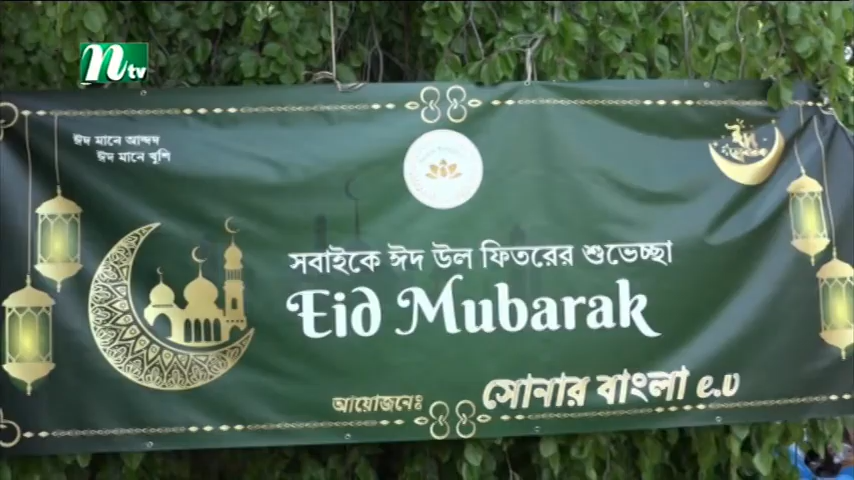 Ntv
ঈদ মানে আনন্দ
ঈদ মানে খুশি
সবাইকে ঈদ উল ফিতরের শুভেচ্ছা
Eid Mubarak
আয়োজনেঃ সোনার বাংলা e.v